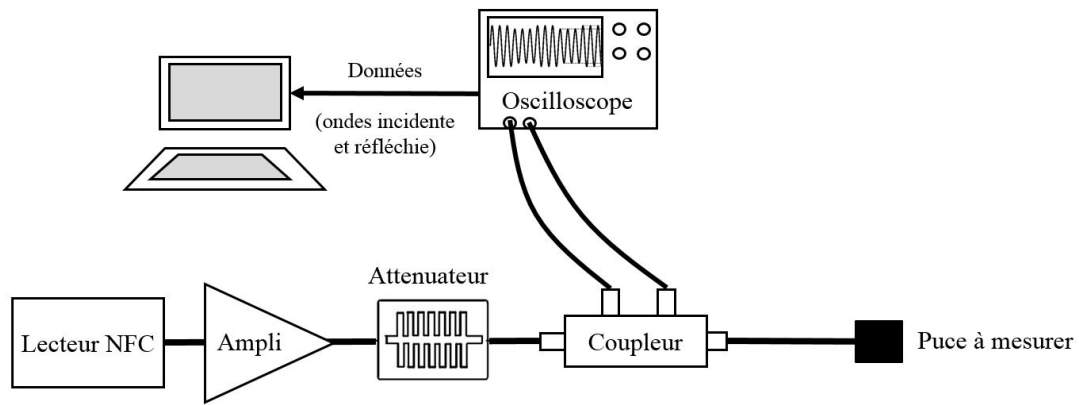 Données
Oscilloscope
(ondes incidente
et réfléchie)
Attenuateur
Lecteur NFC
Ampli
Coupleur
Puce à mesurer